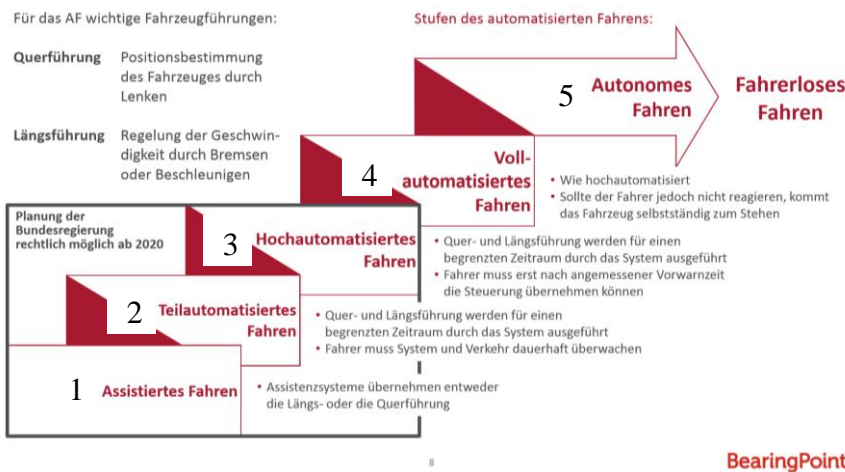 Für das AF wichtige Fahrzeugführungen:
Querführung Positionsbestimmung
des Fahrzeuges durch
Lenken
Längsführung Regelung der Geschwin-
digkeit durch Bremsen
oder Beschleunigen
Stufen des automatisierten Fahrens:
5 Autonomes
Fahren
Fahrerloses
Fahren
4 Voll-
automatisiertes
Fahren
• Wie hochautomatisiert
• Sollte der Fahrer jedoch nicht reagieren, kommt
das Fahrzeug selbstständig zum Stehen
Planung der
Bundesregierung
rechtlich möglich ab 2020
3 Hochautomatisiertes
Fahren
• Quer- und Längsführung werden für einen
begrenzten Zeitraum durch das System ausgeführt
• Fahrer muss erst nach angemessener Vorwarnzeit
die Steuerung übernehmen können
2 Teilautomatisiertes
Fahren
• Quer- und Längsführung werden für einen
begrenzten Zeitraum durch das System ausgeführt
• Fahrer muss System und Verkehr dauerhaft überwachen
1 Assistiertes Fahren
• Assistenzsysteme übernehmen entweder
die Längs- oder die Querführung
8
BearingPoint